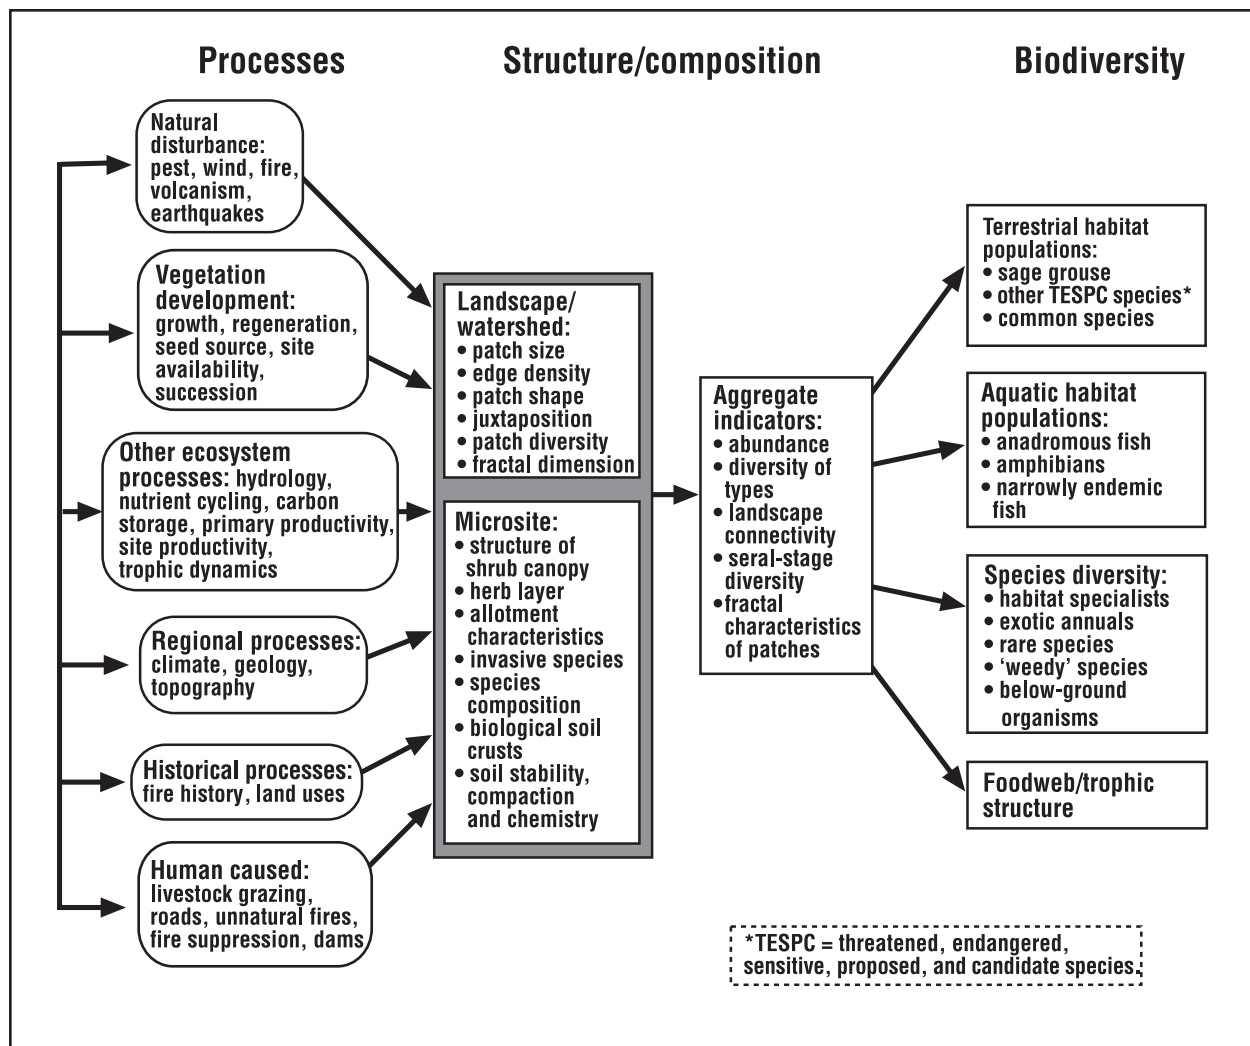 Processes
Structure/composition
Biodiversity
Natural
disturbance:
pest, wind, fire,
volcanism,
earthquakes
Vegetation
development:
growth, regeneration,
seed source, site
availability,
succession
Other ecosystem
processes: hydrology,
nutrient cycling, carbon
storage, primary productivity,
site productivity,
trophic dynamics
Regional processes:
climate, geology,
topography
Historical processes:
fire history, land uses
Human caused:
livestock grazing,
roads, unnatural fires,
fire suppression, dams
Landscape/
watershed:
• patch size
• edge density
• patch shape
• juxtaposition
• patch diversity
• fractal dimension
Microsite:
• structure of
shrub canopy
• herb layer
• allotment
characteristics
• invasive species
• species
composition
• biological soil
crusts
• soil stability,
compaction
and chemistry
Aggregate
indicators:
• abundance
• diversity of
types
• landscape
connectivity
• seral-stage
diversity
• fractal
characteristics
of patches
Terrestrial habitat
populations:
• sage grouse
• other TESPC species*
• common species
Aquatic habitat
populations:
• anadromous fish
• amphibians
• narrowly endemic
fish
Species diversity:
• habitat specialists
• exotic annuals
• rare species
• ‘weedy’ species
• below-ground
organisms
Foodweb/trophic
structure
*TESPC = threatened, endangered,
sensitive, proposed, and candidate species.